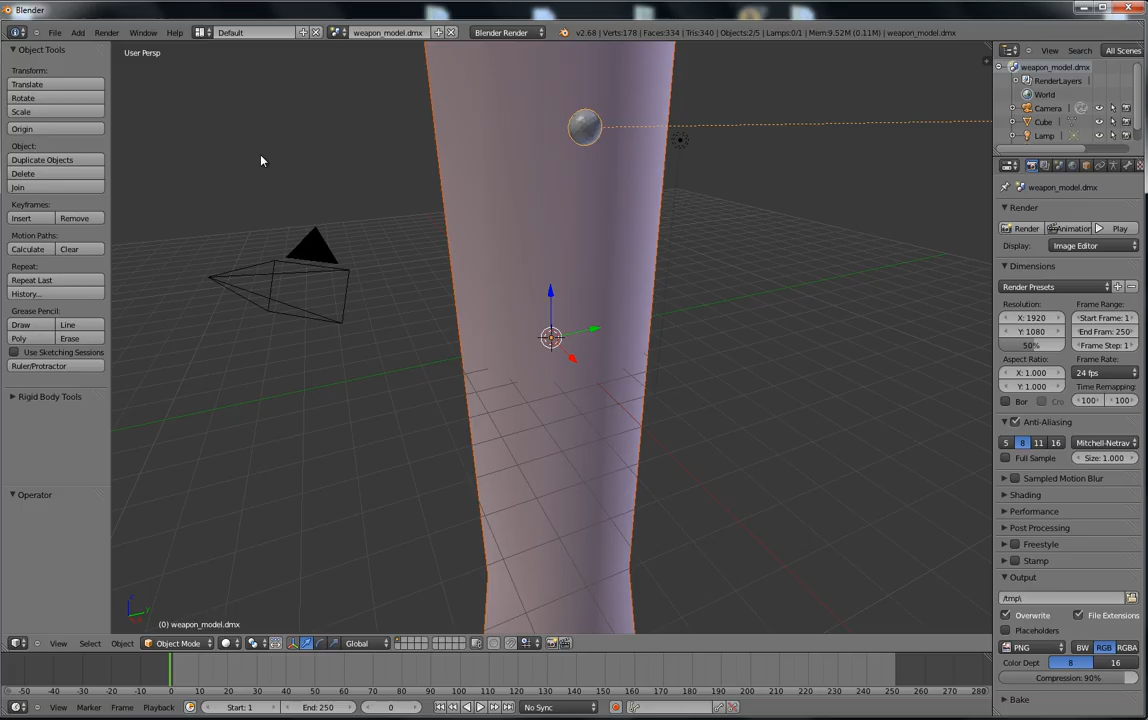 Blender
File Add Render Window Help Default weapon_model.dmx Blender Render v2.68 | Verts:178 | Faces:334 | Tris:340 | Objects:2/5 | Lamps:0/1 | Mem:9.52M (0.11M) | weapon_model.dmx View Search All Scenes
Object Tools
Transform:
Translate
Rotate
Scale
Origin
Object:
Duplicate Objects
Delete
Join
Keyframes:
Insert Remove
Motion Paths:
Calculate Clear
Repeat:
Repeat Last
History...
Grease Pencil:
Draw Line
Poly Erase
Use Sketching Sessions
Ruler/Protractor
Rigid Body Tools
Operator
User Persp
(0) weapon_model.dmx
weapon_model.dmx
RenderLayers
World
Camera
Cube
Lamp
weapon_model.dmx
Render
Render Animation Play
Display: Image Editor
Dimensions
Render Presets
Resolution: Frame Range:
X: 1920 Start Frame: 1
Y: 1080 End Fram: 250
50% Frame Step: 1
Aspect Ratio: Frame Rate:
X: 1.000 24 fps
Y: 1.000 Time Remapping:
Bor Cro 100 100
Anti-Aliasing
5 8 11 16 Mitchell-Netrav
Full Sample Size: 1.000
Sampled Motion Blur
Shading
Performance
Post Processing
Freestyle
Stamp
Output
/tmp\
Overwrite File Extensions
Placeholders
PNG BW RGB RGBA
Color Dept 8 16
Compression: 90%
Bake
View Select Object Object Mode Global
-50 -40 -30 -20 -10 0 10 20 30 40 50 60 70 80 90 100 110 120 130 140 150 160 170 180 190 200 210 220 230 240 250 260 270 280
View Marker Frame Playback Start: 1 End: 250 0 No Sync